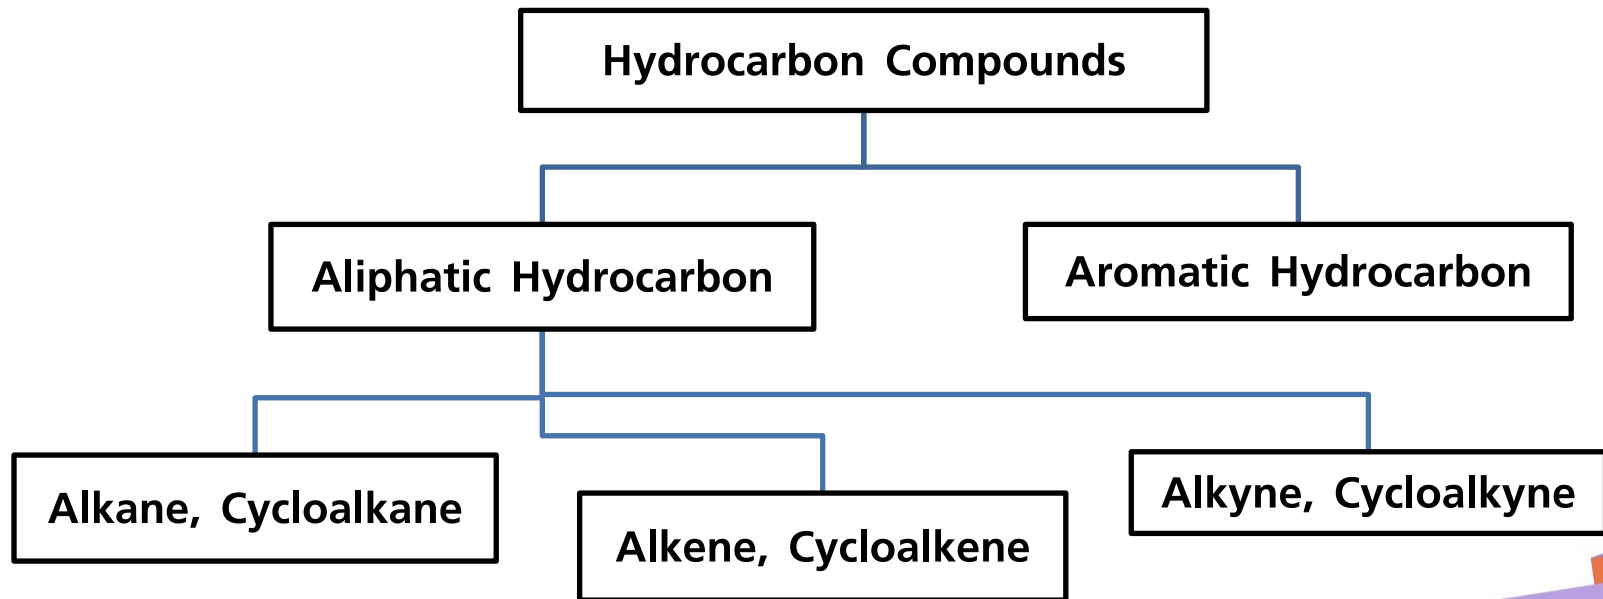 Hydrocarbon Compounds
Aliphatic Hydrocarbon
Aromatic Hydrocarbon
Alkane, Cycloalkane
Alkene, Cycloalkene
Alkyne, Cycloalkyne